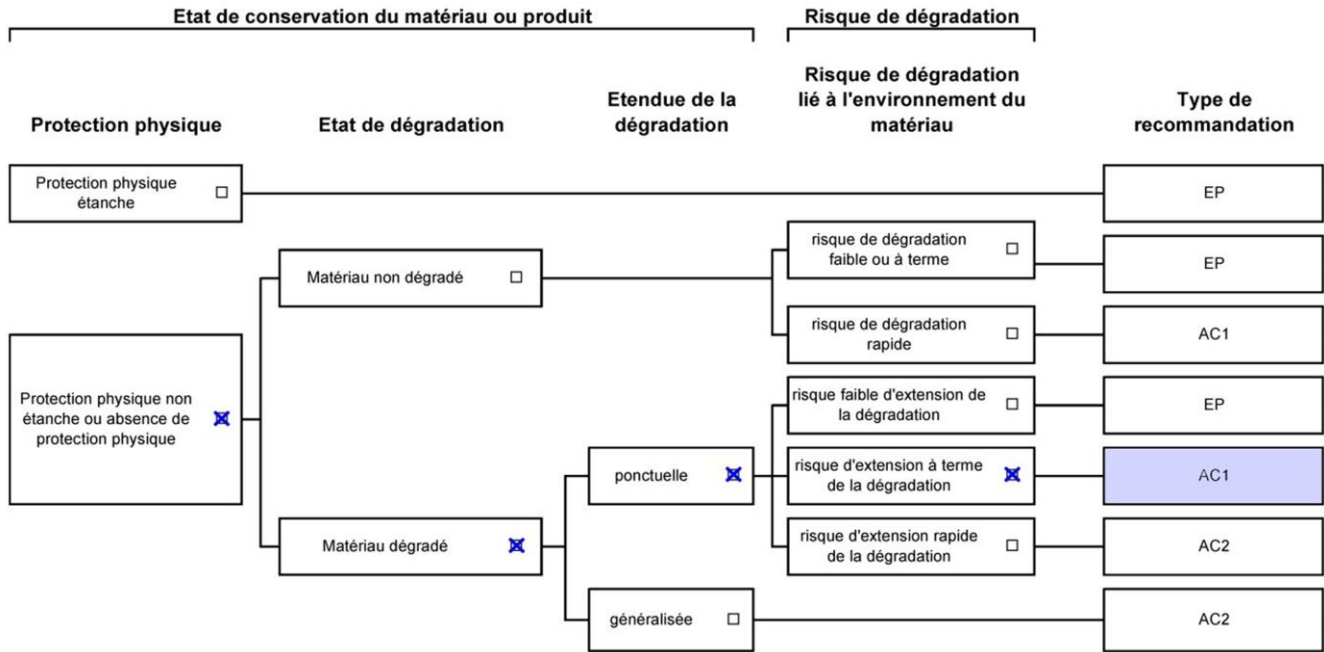 Etat de conservation du matériau ou produit
Risque de dégradation
Protection physique
Etat de dégradation
Etendue de la
dégradation
Risque de dégradation
lié à l'environnement du
matériau
Type de
recommandation
Protection physique
étanche
EP
Matériau non dégradé
risque de dégradation
faible ou à terme
EP
risque de dégradation
rapide
AC1
Protection physique non
étanche ou absence de
protection physique
risque faible d'extension de
la dégradation
EP
ponctuelle
risque d'extension à terme
de la dégradation
AC1
Matériau dégradé
risque d'extension rapide
de la dégradation
AC2
généralisée
AC2